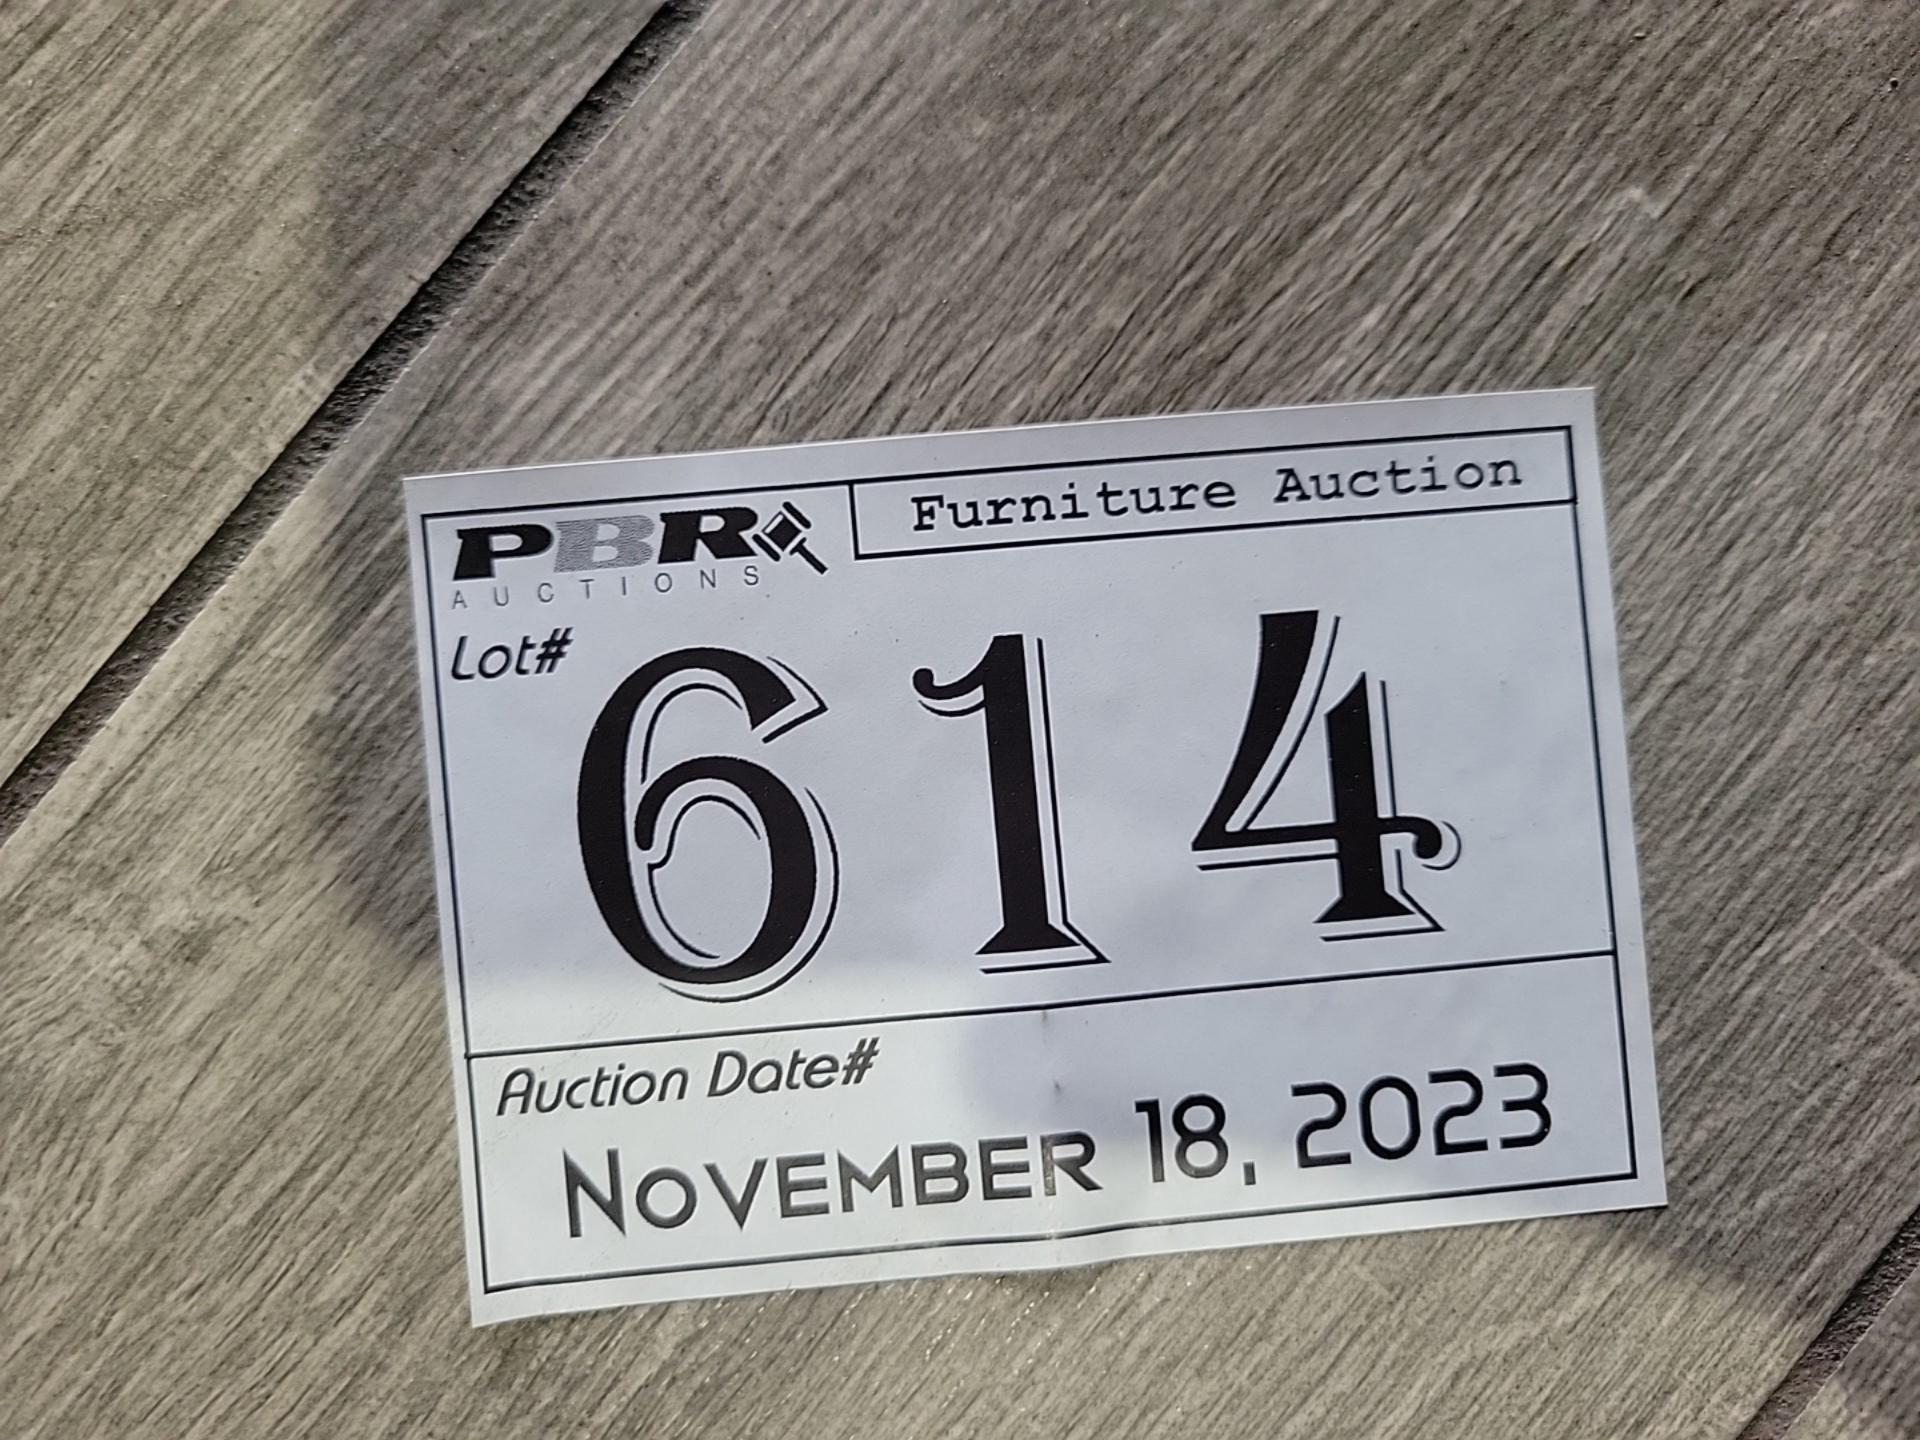 PBR
AUCTIONS
Furniture Auction
Lot#
614
Auction Date#
NOVEMBER 18, 2023